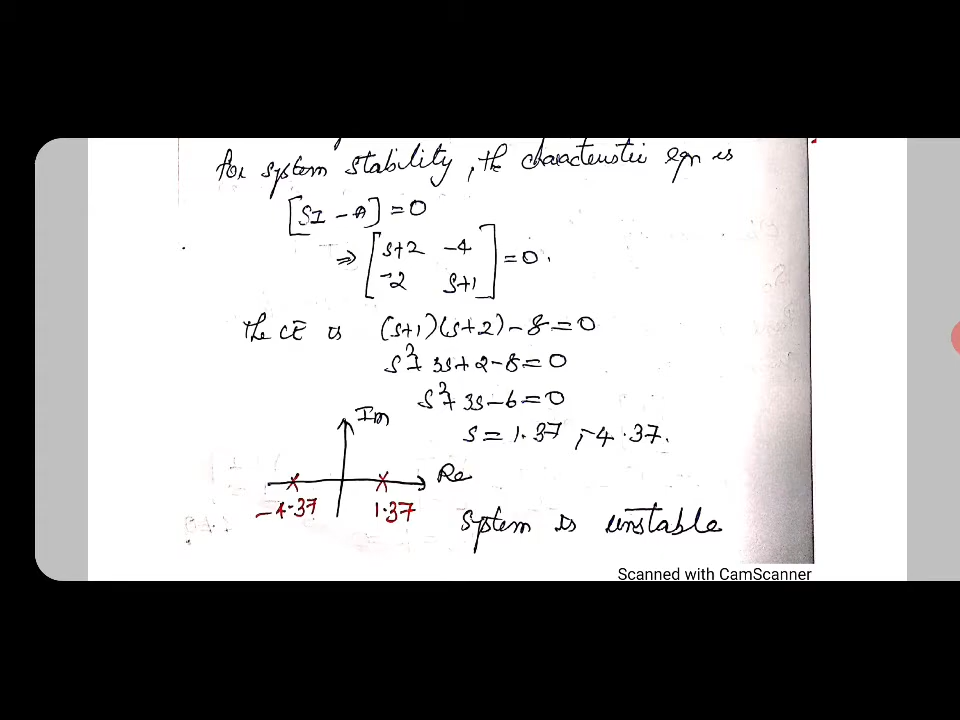 for system stability, the characteristic eqn is
[SI - A] = 0
⇒ [s+2 -4
-2 s+1] = 0.
the CE is (s+1)(s+2) - 8 = 0
s²+ 3s + 2 - 8 = 0
s²+ 3s - 6 = 0
s = 1.37, -4.37.
Im
Re
-4.37 1.37
System is unstable
Scanned with CamScanner